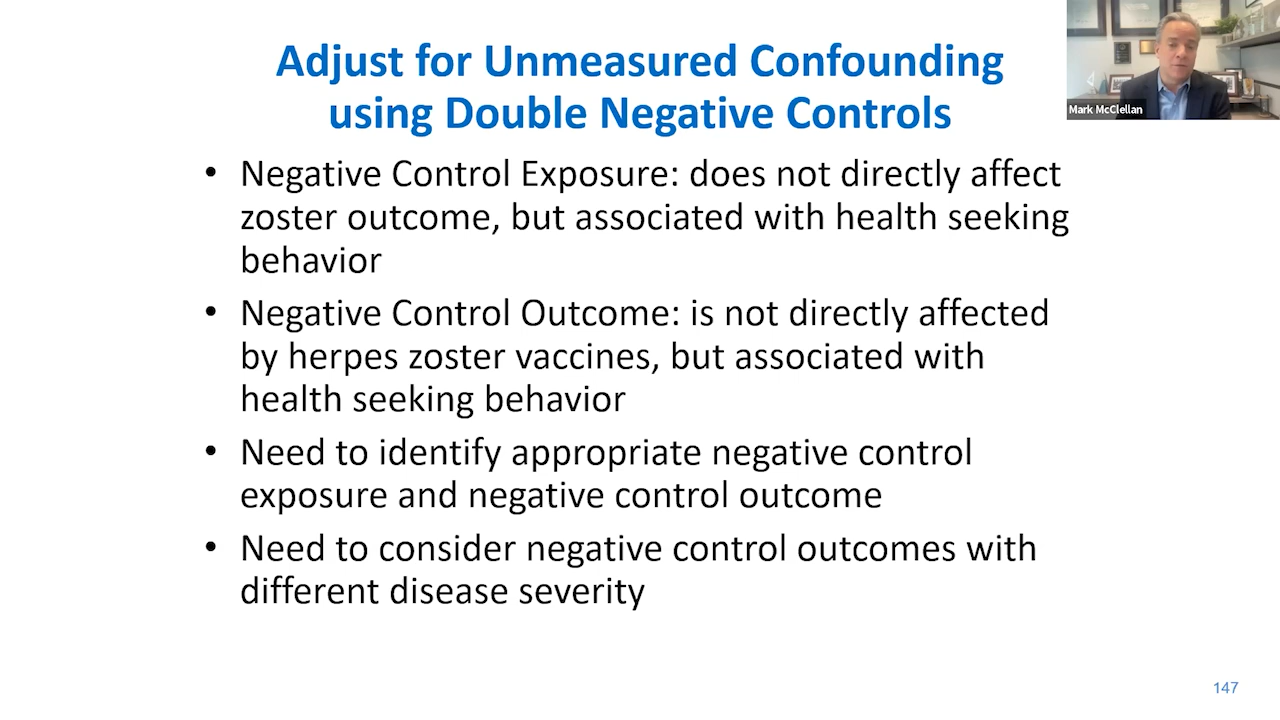 Adjust for Unmeasured Confounding
using Double Negative Controls
Mark McClellan
• Negative Control Exposure: does not directly affect
zoster outcome, but associated with health seeking
behavior
• Negative Control Outcome: is not directly affected
by herpes zoster vaccines, but associated with
health seeking behavior
• Need to identify appropriate negative control
exposure and negative control outcome
• Need to consider negative control outcomes with
different disease severity
147